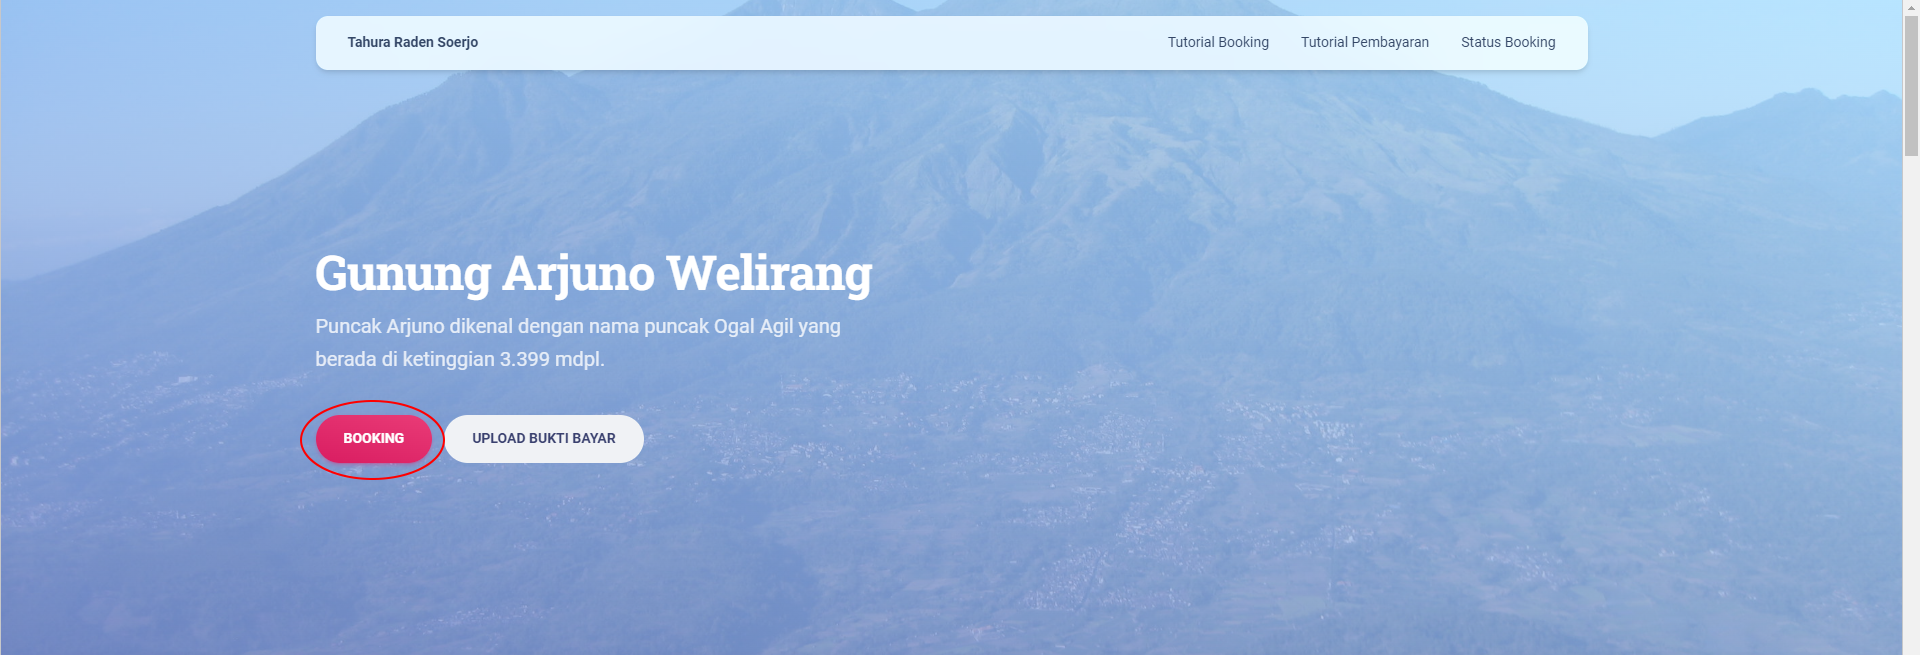 Tahura Raden Soerjo
Tutorial Booking
Tutorial Pembayaran
Status Booking
Gunung Arjuno Welirang
Puncak Arjuno dikenal dengan nama puncak Ogal Agil yang
berada di ketinggian 3.399 mdpl.
BOOKING
UPLOAD BUKTI BAYAR